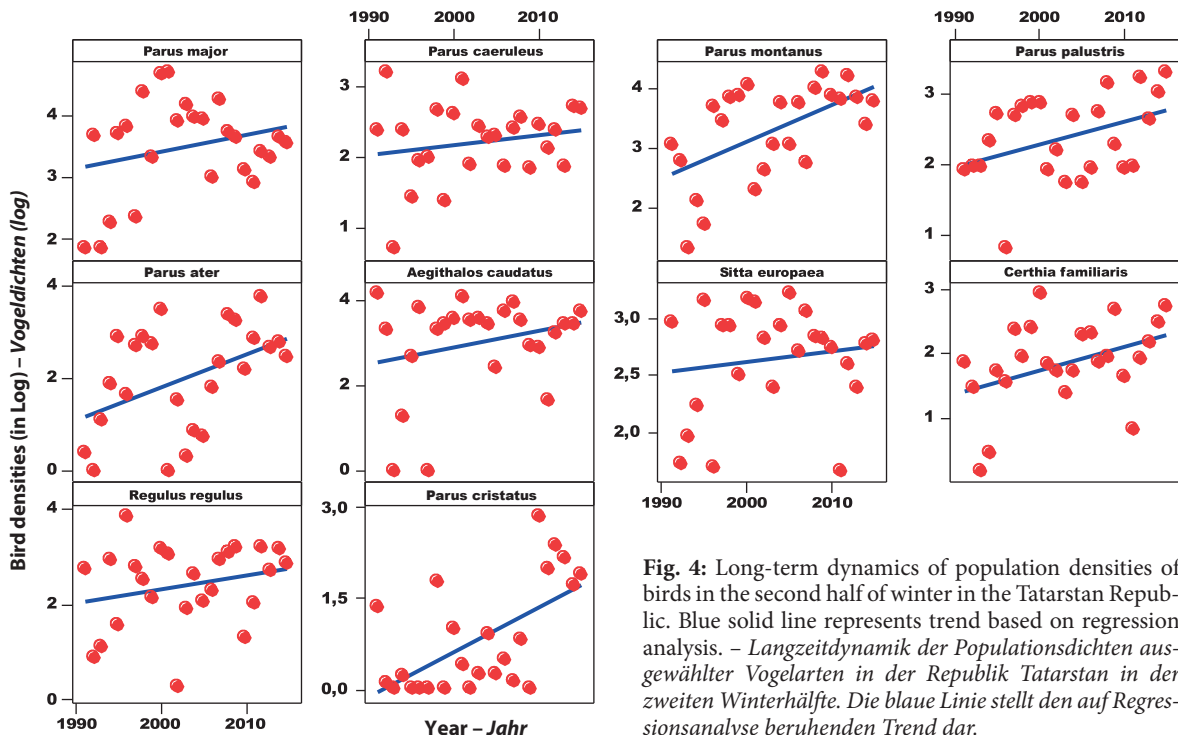 1990 2000 2010
1990 2000 2010
Parus major
Parus caeruleus
Parus montanus
Parus palustris
4
3
2
3
2
1
4
3
2
3
2
1
Parus ater
Aegithalos caudatus
Sitta europaea
Certhia familiaris
4
2
0
4
2
0
3,0
2,5
2,0
3
2
1
1990 2000 2010
Regulus regulus
Parus cristatus
4
2
0
3,0
1,5
0,0
1990 2000 2010
Bird densities (in Log) – Vogeldichten (log)
Year – Jahr
Fig. 4: Long-term dynamics of population densities of
birds in the second half of winter in the Tatarstan Repub-
lic. Blue solid line represents trend based on regression
analysis. – Langzeitdynamik der Populationsdichten aus-
gewählter Vogelarten in der Republik Tatarstan in der
zweiten Winterhälfte. Die blaue Linie stellt den auf Regres-
sionsanalyse beruhenden Trend dar.